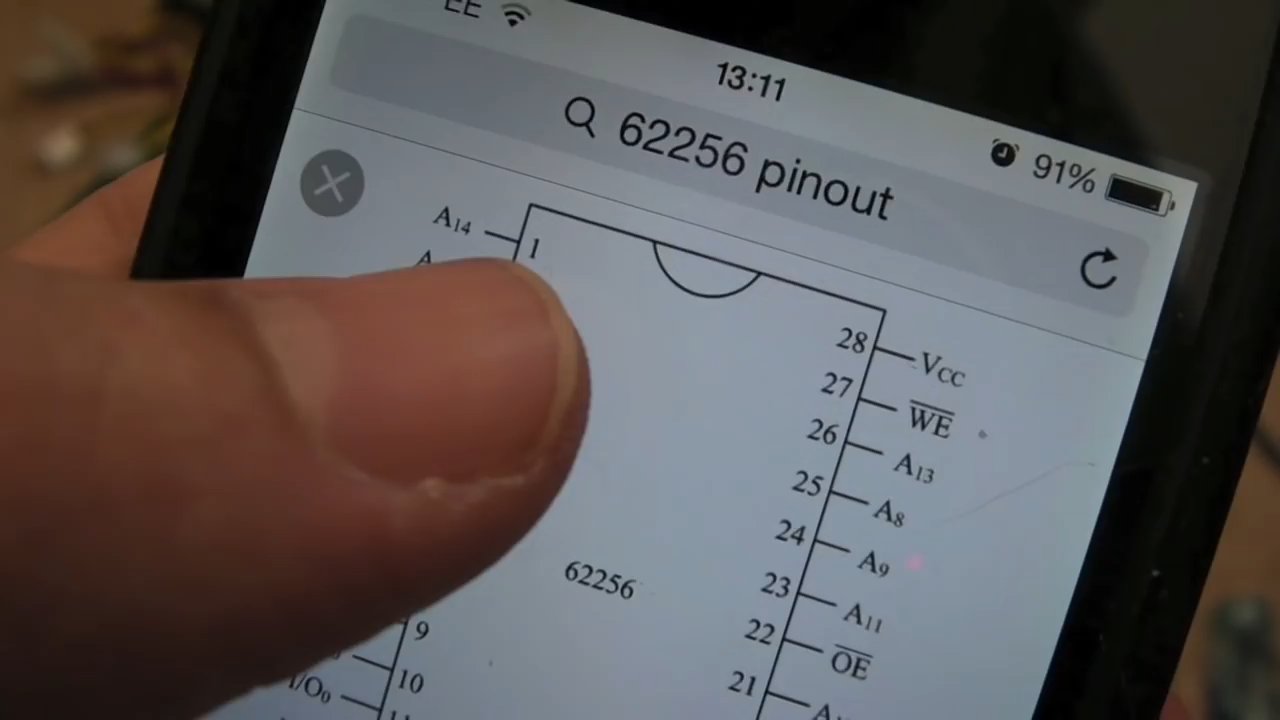 EE
13:11
91%
62256 pinout
A14
1
A
28
VCC
27
WE
26
A13
25
A8
24
A9
62256
23
A11
9
22
OE
10
I/O0
21
A